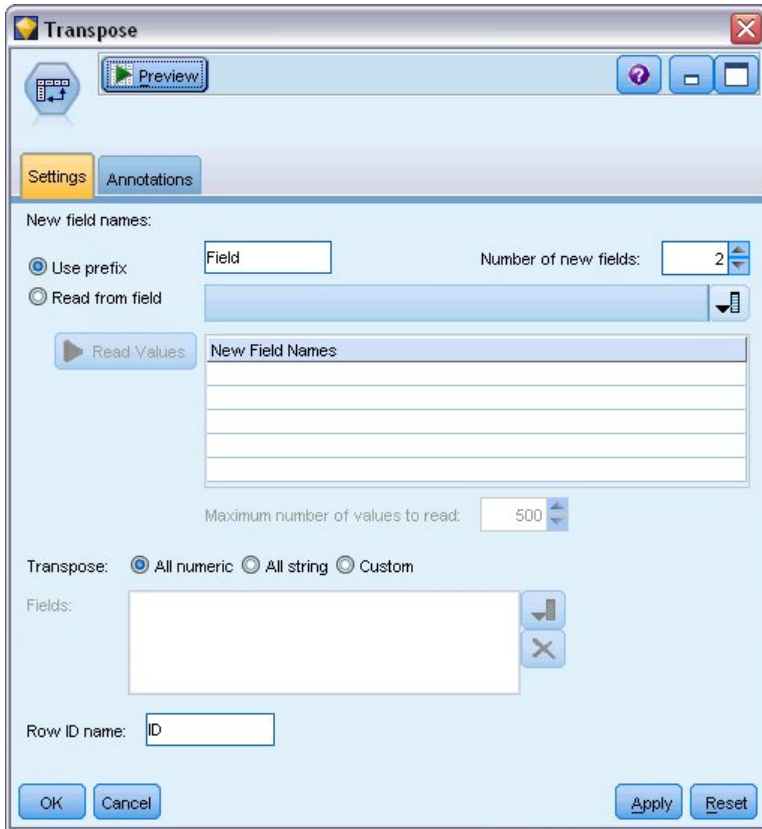 Transpose
Preview
?
Settings Annotations
New field names:
Use prefix Field Number of new fields: 2
Read from field
Read Values New Field Names
Maximum number of values to read: 500
Transpose: All numeric All string Custom
Fields:
Row ID name: ID
OK Cancel Apply Reset